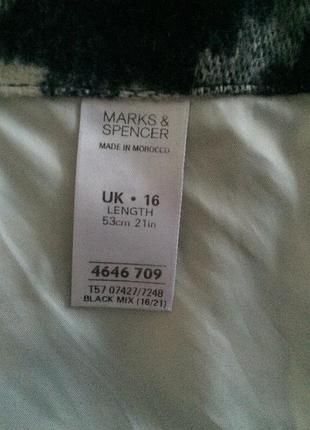 MARKS &
SPENCER
MADE IN MOROCCO
UK • 16
LENGTH
53cm 21in
4646 709
T57 07427/7248
BLACK MIX (16/21)